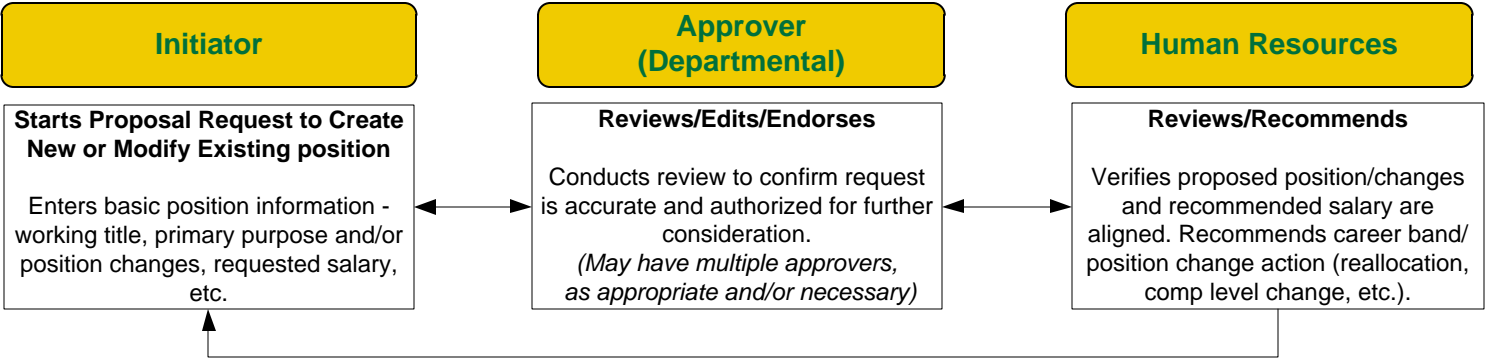 Initiator
Starts Proposal Request to Create
New or Modify Existing position
Enters basic position information -
working title, primary purpose and/or
position changes, requested salary,
etc.
Approver
(Departmental)
Reviews/Edits/Endorses
Conducts review to confirm request
is accurate and authorized for further
consideration.
(May have multiple approvers,
as appropriate and/or necessary)
Human Resources
Reviews/Recommends
Verifies proposed position/changes
and recommended salary are
aligned. Recommends career band/
position change action (reallocation,
comp level change, etc.).